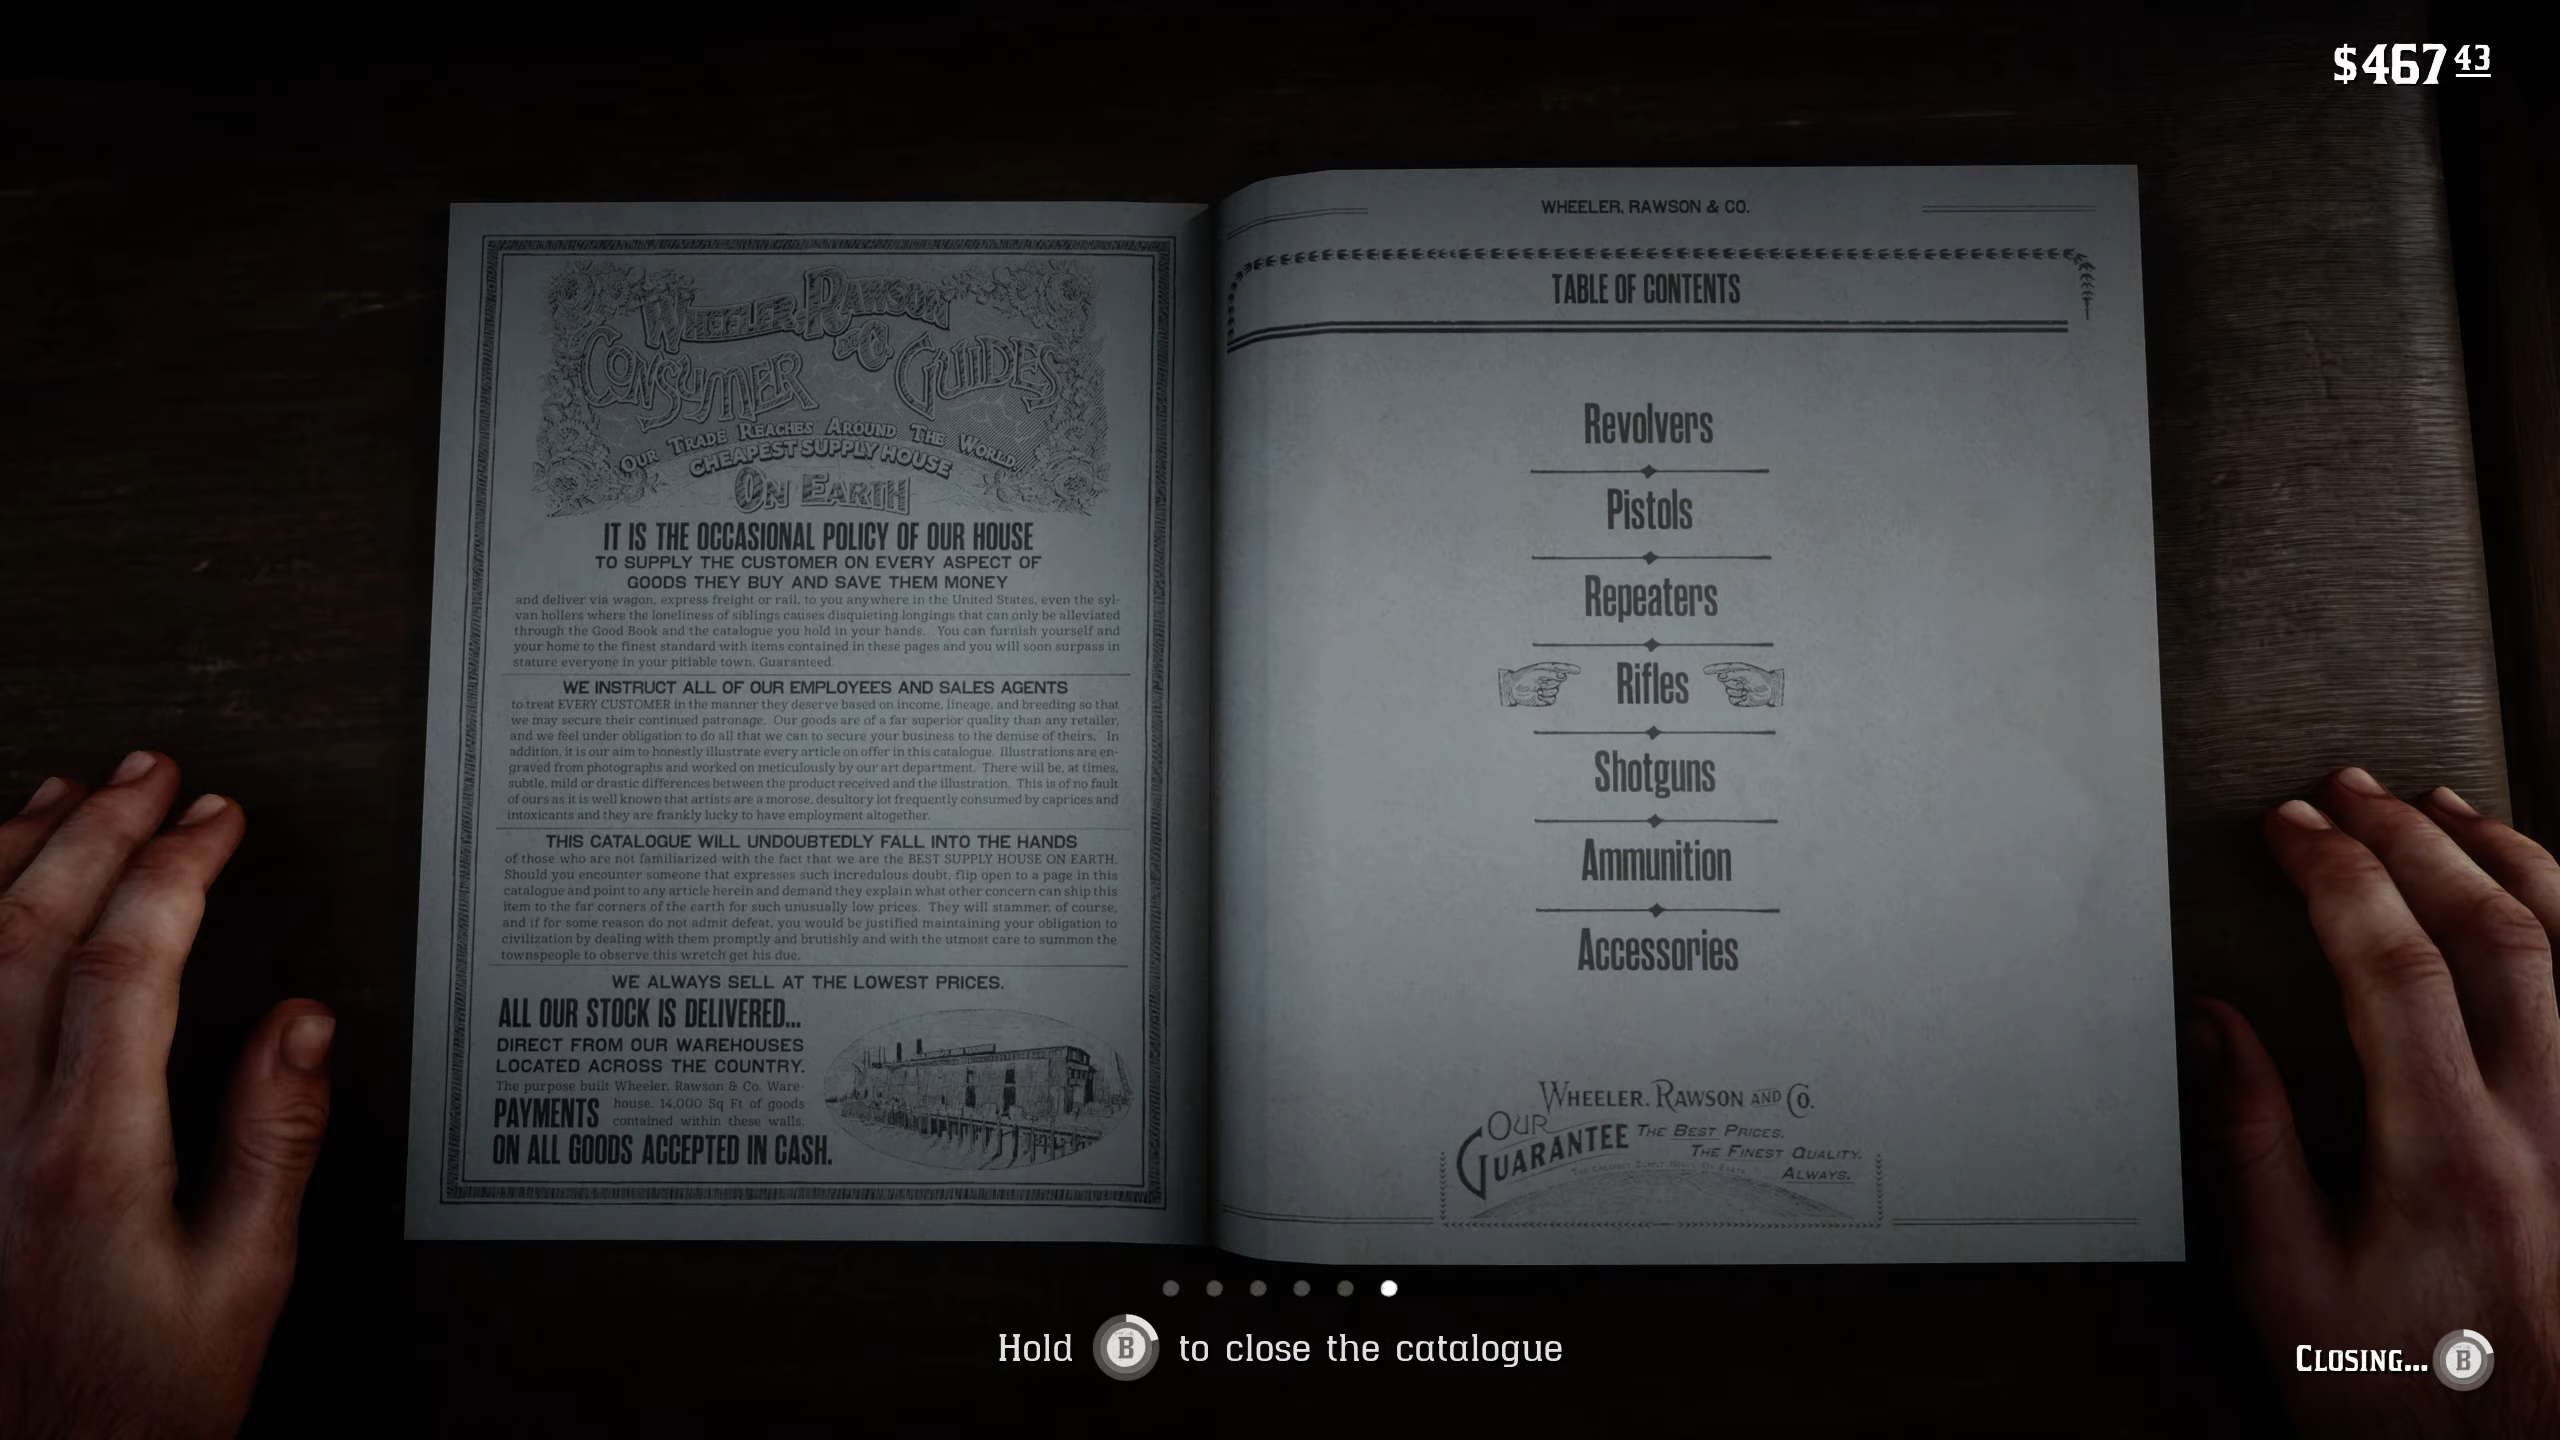 $467 43
WHEELER, RAWSON
AND CO.
CONSUMER GUIDES
OUR TRADE REACHES AROUND THE WORLD.
CHEAPEST SUPPLY HOUSE
ON EARTH
IT IS THE OCCASIONAL POLICY OF OUR HOUSE
TO SUPPLY THE CUSTOMER ON EVERY ASPECT OF
GOODS THEY BUY AND SAVE THEM MONEY
and deliver via wagon, express freight or rail, to you anywhere in the United States, even the syl-
van hollers where the loneliness of siblings causes disquieting longings that can only be alleviated
through the Good Book and the catalogue you hold in your hands. You can furnish yourself and
your home to the finest standard with items contained in these pages and you will soon surpass in
stature everyone in your pitiable town. Guaranteed.
WE INSTRUCT ALL OF OUR EMPLOYEES AND SALES AGENTS
to treat EVERY CUSTOMER in the manner they deserve based on income, lineage, and breeding so that
we may secure their continued patronage. Our goods are of a far superior quality than any retailer,
and we feel under obligation to do all that we can to secure your business to the demise of theirs. In
addition, it is our aim to honestly illustrate every article on offer in this catalogue. Illustrations are en-
graved from photographs and worked on meticulously by our art department. There will be, at times,
subtle, mild or drastic differences between the product received and the illustration. This is of no fault
of ours as it is well known that artists are a morose, desultory lot frequently consumed by caprices and
intoxicants and they are frankly lucky to have employment altogether.
THIS CATALOGUE WILL UNDOUBTEDLY FALL INTO THE HANDS
of those who are not familiarized with the fact that we are the BEST SUPPLY HOUSE ON EARTH.
Should you encounter someone that expresses such incredulous doubt, flip open to a page in this
catalogue and point to any article herein and demand they explain what other concern can ship this
item to the far corners of the earth for such unusually low prices. They will stammer, of course,
and if for some reason do not admit defeat, you would be justified maintaining your obligation to
civilization by dealing with them promptly and brutishly and with the utmost care to summon the
townspeople to observe this wretch get his due.
WE ALWAYS SELL AT THE LOWEST PRICES.
ALL OUR STOCK IS DELIVERED...
DIRECT FROM OUR WAREHOUSES
LOCATED ACROSS THE COUNTRY.
The purpose built Wheeler, Rawson & Co. Ware-
house. 14,000 Sq Ft of goods
contained within these walls.
PAYMENTS
ON ALL GOODS ACCEPTED IN CASH.
WHEELER, RAWSON & CO.
TABLE OF CONTENTS
Revolvers
Pistols
Repeaters
Rifles
Shotguns
Ammunition
Accessories
WHEELER, RAWSON AND CO.
OUR GUARANTEE
THE BEST PRICES.
THE FINEST QUALITY.
ALWAYS.
THE CHEAPEST SUPPLY HOUSE ON EARTH
Hold B to close the catalogue
CLOSING... B